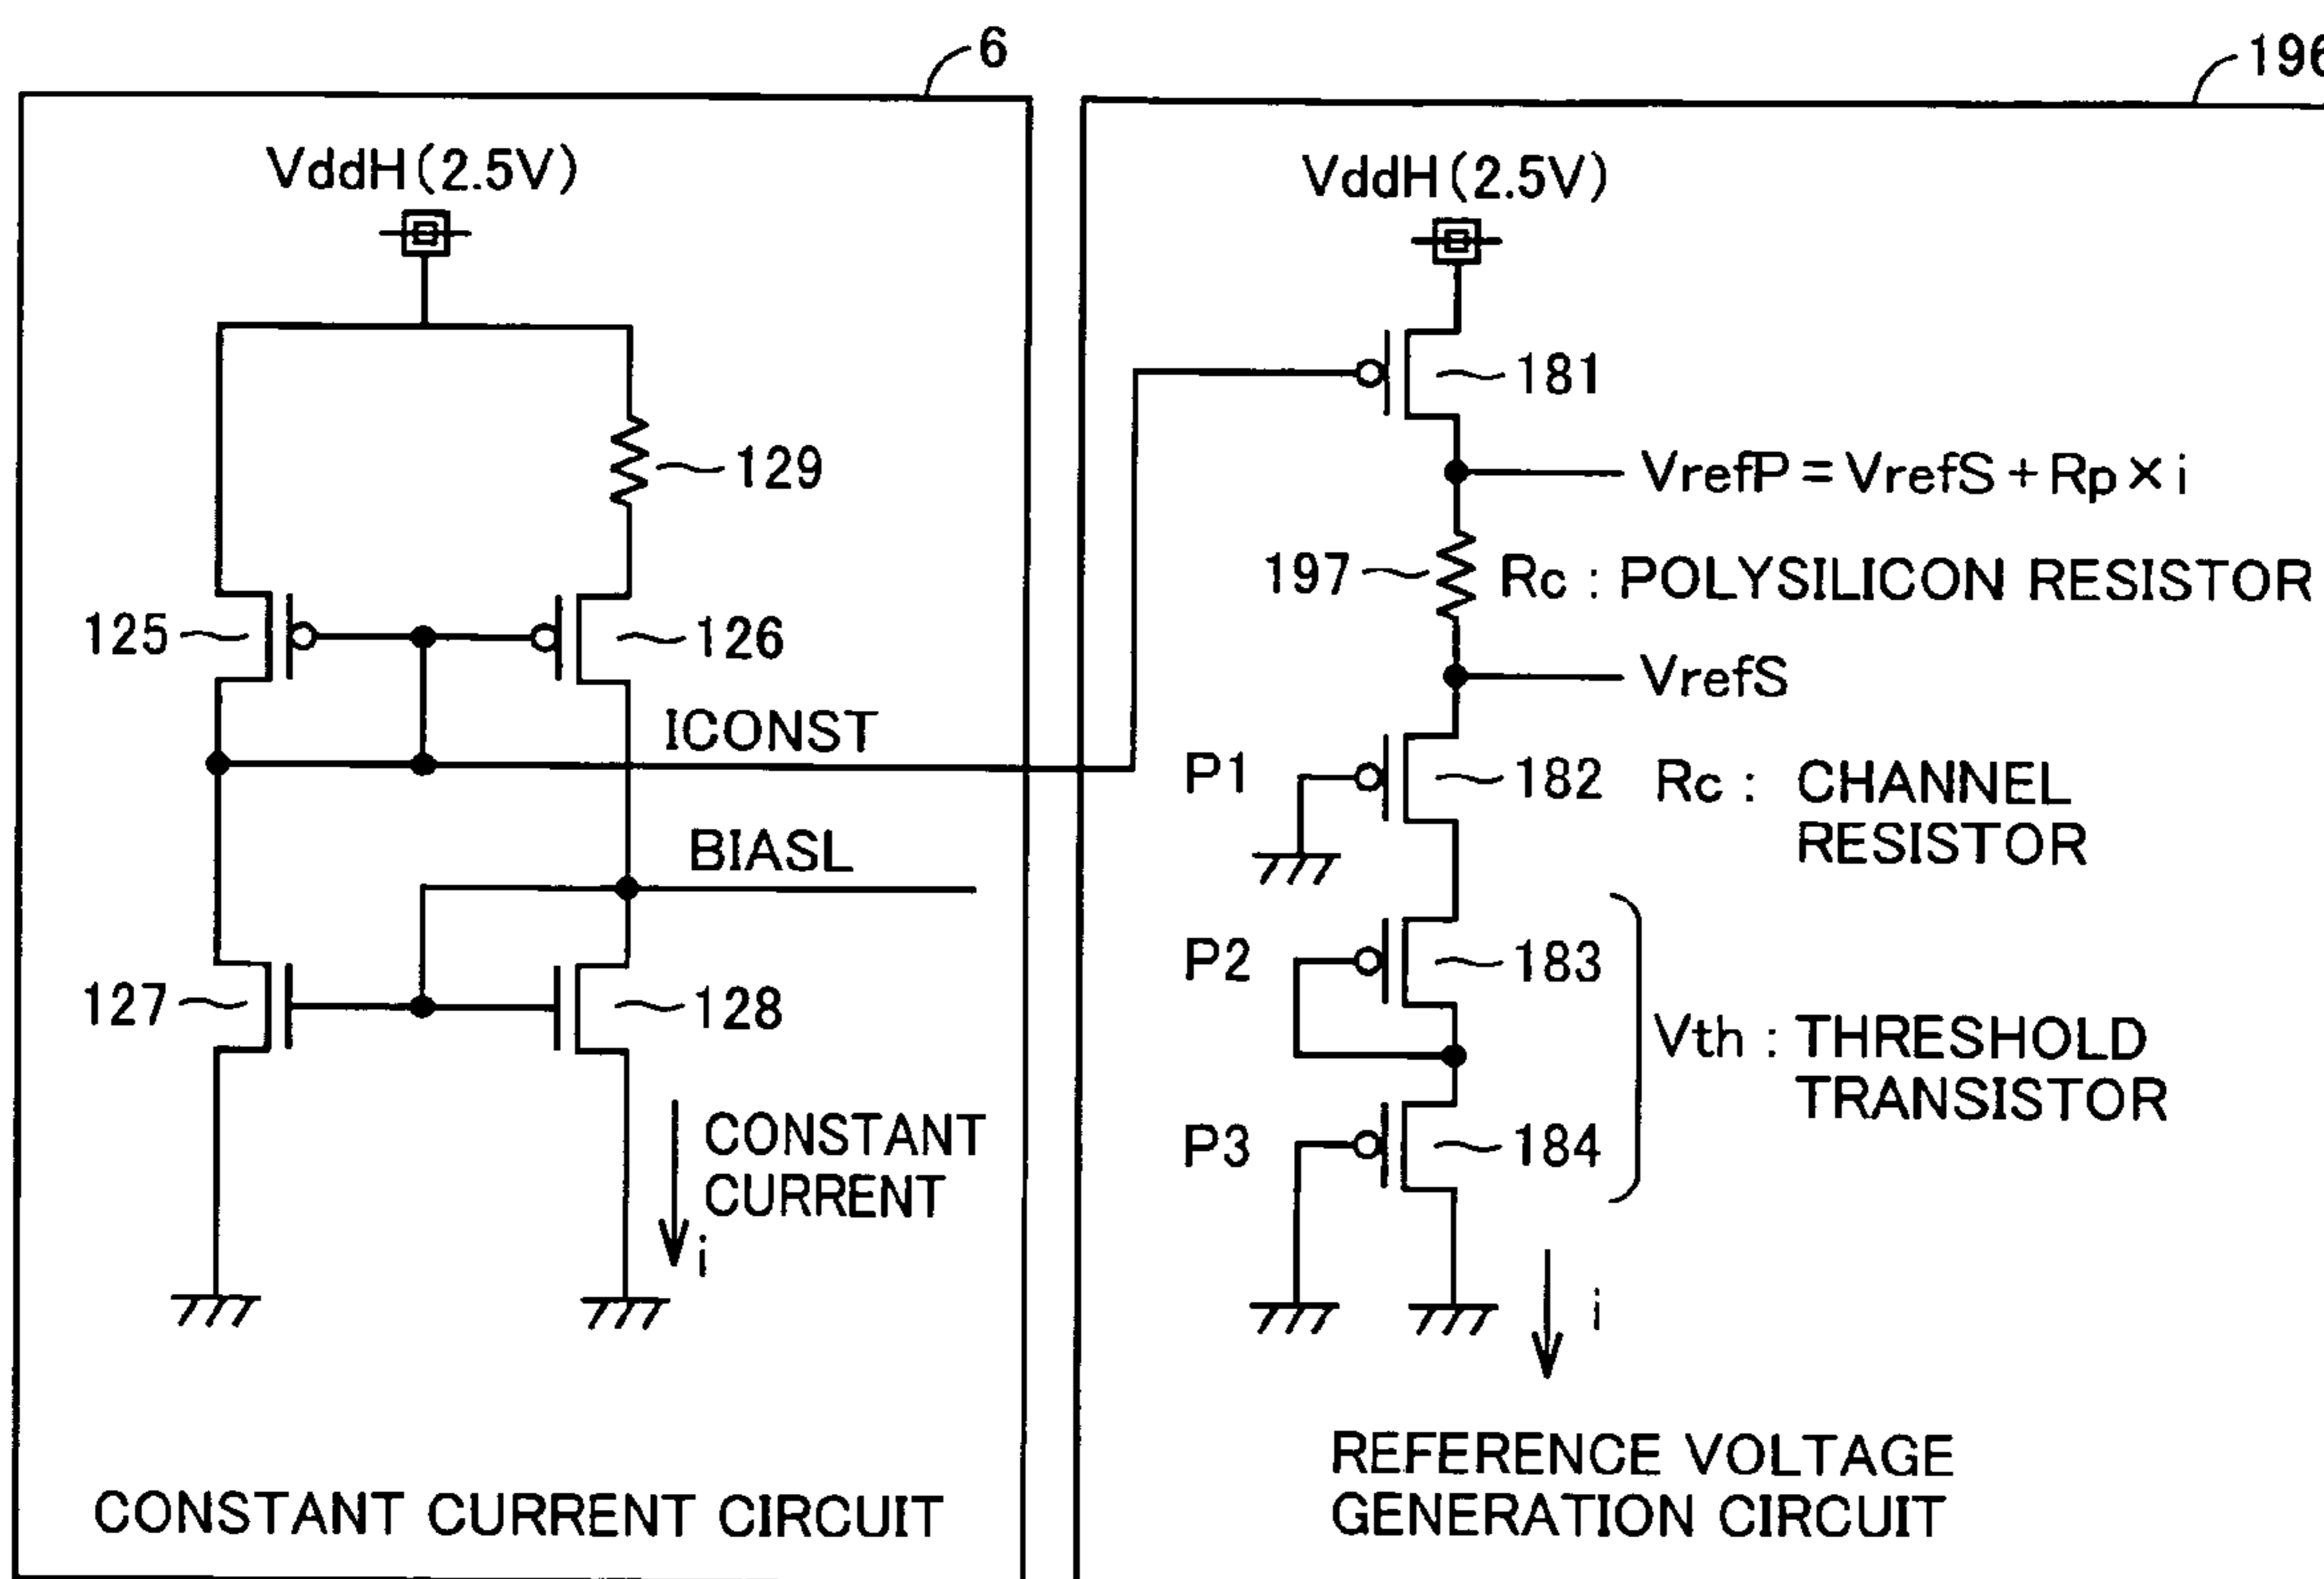 6
196
VddH(2.5V)
129
125
126
ICONST
BIASL
127
128
CONSTANT
CURRENT
i
CONSTANT CURRENT CIRCUIT
VddH(2.5V)
181
VrefP = VrefS + Rp × i
197
Rc : POLYSILICON RESISTOR
VrefS
P1
182
Rc : CHANNEL
RESISTOR
P2
183
Vth : THRESHOLD
TRANSISTOR
P3
184
i
REFERENCE VOLTAGE
GENERATION CIRCUIT